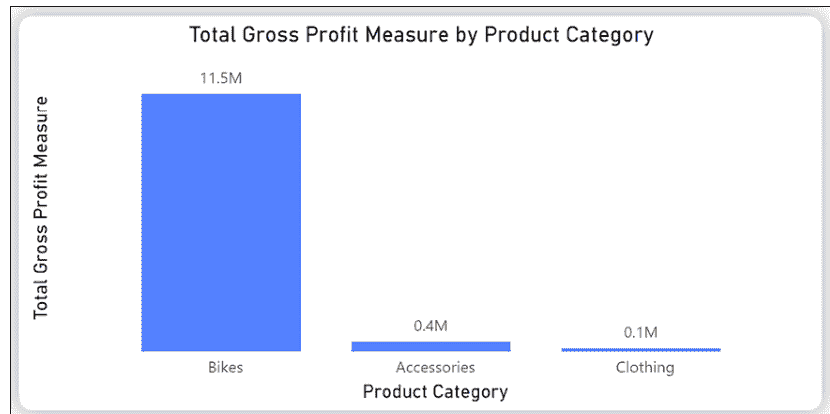 Total Gross Profit Measure by Product Category
Total Gross Profit Measure
11.5M
0.4M
0.1M
Bikes
Accessories
Clothing
Product Category